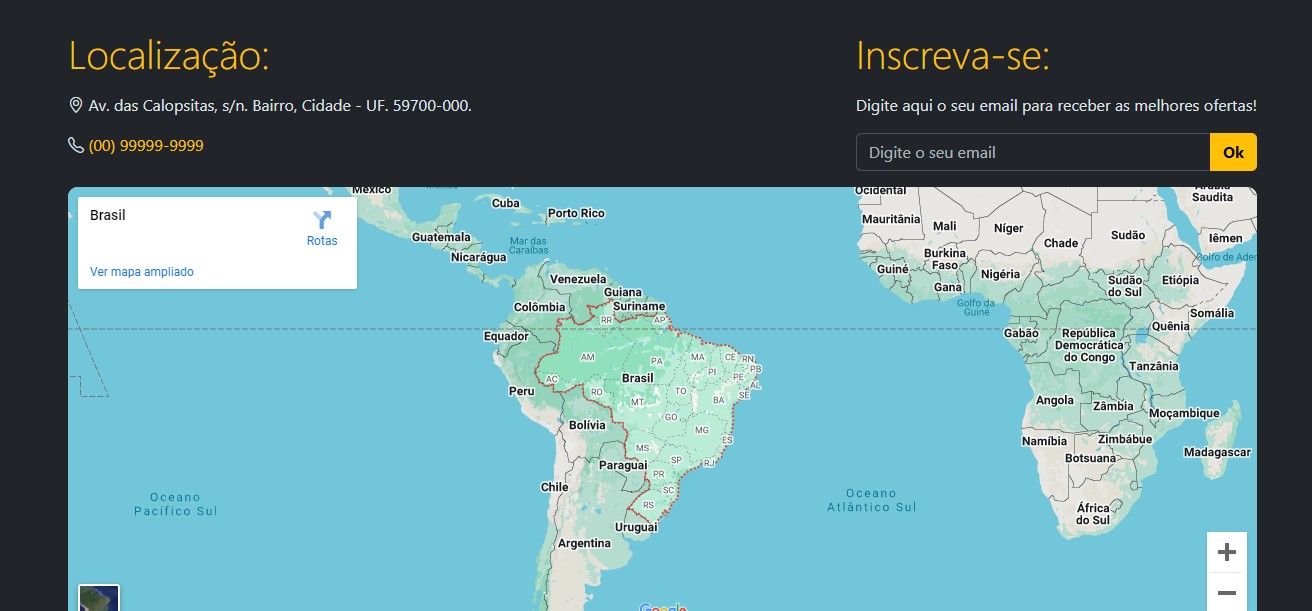 Localização:
Av. das Calopsitas, s/n. Bairro, Cidade - UF. 59700-000.
(00) 99999-9999
Inscreva-se:
Digite aqui o seu email para receber as melhores ofertas!
Digite o seu email
Ok
Brasil
Rotas
Ver mapa ampliado
México
Cuba
Porto Rico
Guatemala
Mar das
Caraíbas
Nicarágua
Venezuela
Guiana
Suriname
Colômbia
RR
AP
Equador
AM
PA
MA
CE
RN
PB
PI
PE
AL
SE
Brasil
AC
RO
TO
BA
Peru
MT
GO
Bolívia
MG
ES
MS
SP
RJ
Paraguai
PR
SC
Chile
RS
Uruguai
Argentina
Oceano
Pacífico Sul
Oceano
Atlântico Sul
Ocidental
Arábia
Saudita
Mauritânia
Mali
Níger
Chade
Sudão
Iêmen
Golfo de Aden
Burkina
Faso
Guiné
Gana
Nigéria
Sudão
do Sul
Etiópia
Golfo da
Guiné
Somália
Gabão
República
Democrática
do Congo
Quênia
Tanzânia
Angola
Zâmbia
Moçambique
Namíbia
Zimbábue
Botsuana
Madagascar
África
do Sul
+
−
Google